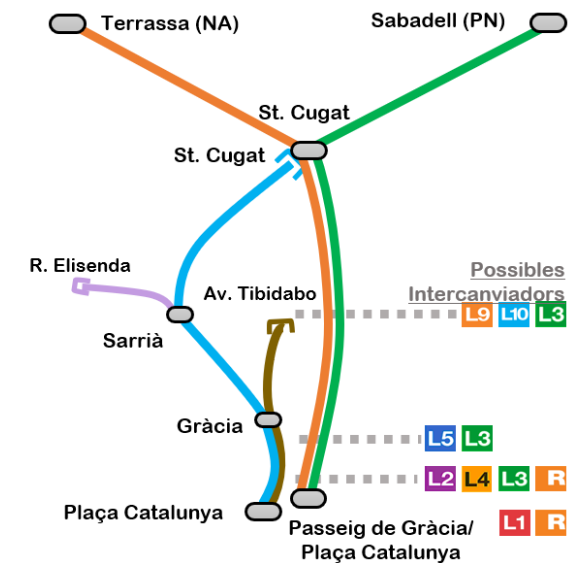 Terrassa (NA)
Sabadell (PN)
St. Cugat
St. Cugat
R. Elisenda
Av. Tibidabo
Possibles
Intercanviadors
L9 L10 L3
Sarrià
Gràcia
L5 L3
L2 L4 L3 R
Plaça Catalunya
Passeig de Gràcia/
Plaça Catalunya
L1 R